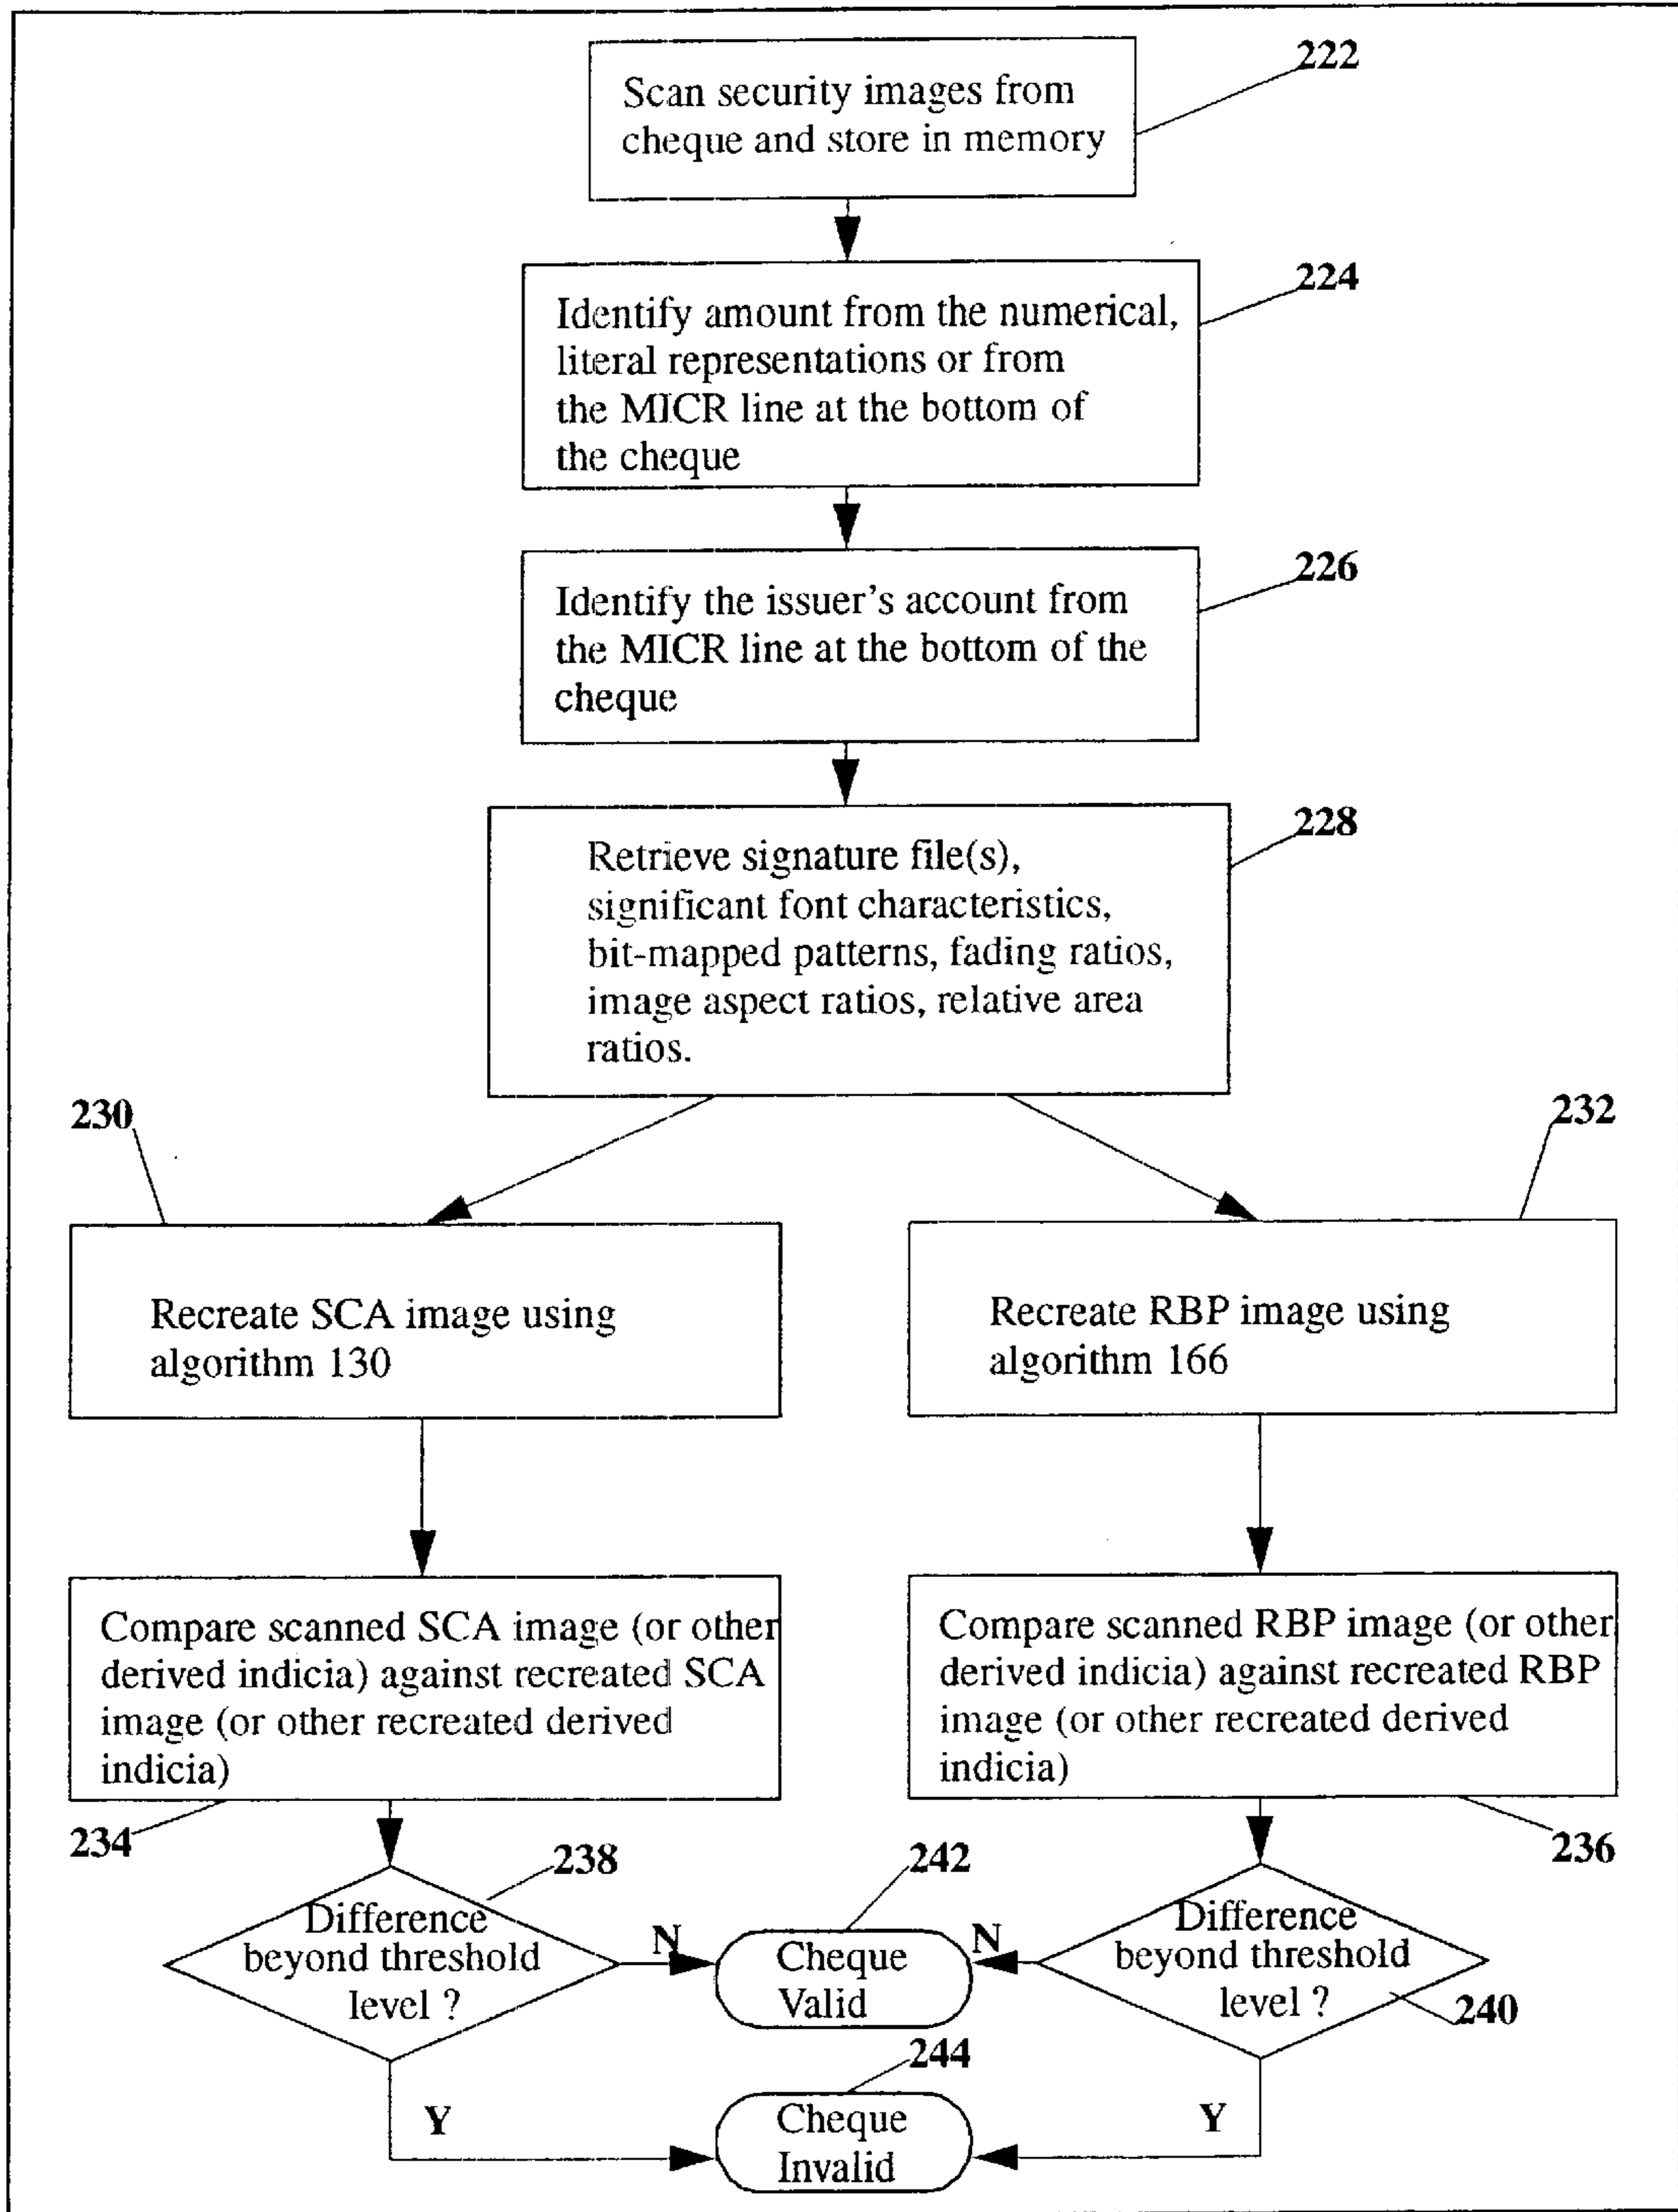 222
Scan security images from
cheque and store in memory
224
Identify amount from the numerical,
literal representations or from
the MICR line at the bottom of
the cheque
226
Identify the issuer's account from
the MICR line at the bottom of the
cheque
228
Retrieve signature file(s),
significant font characteristics,
bit-mapped patterns, fading ratios,
image aspect ratios, relative area
ratios.
230
232
Recreate SCA image using
algorithm 130
Recreate RBP image using
algorithm 166
Compare scanned SCA image (or other
derived indicia) against recreated SCA
image (or other recreated derived
indicia)
Compare scanned RBP image (or other
derived indicia) against recreated RBP
image (or other recreated derived
indicia)
234
236
238
242
Difference
beyond threshold
level ?
N
Cheque
Valid
N
Difference
beyond threshold
level ?
240
244
Y
Cheque
Invalid
Y